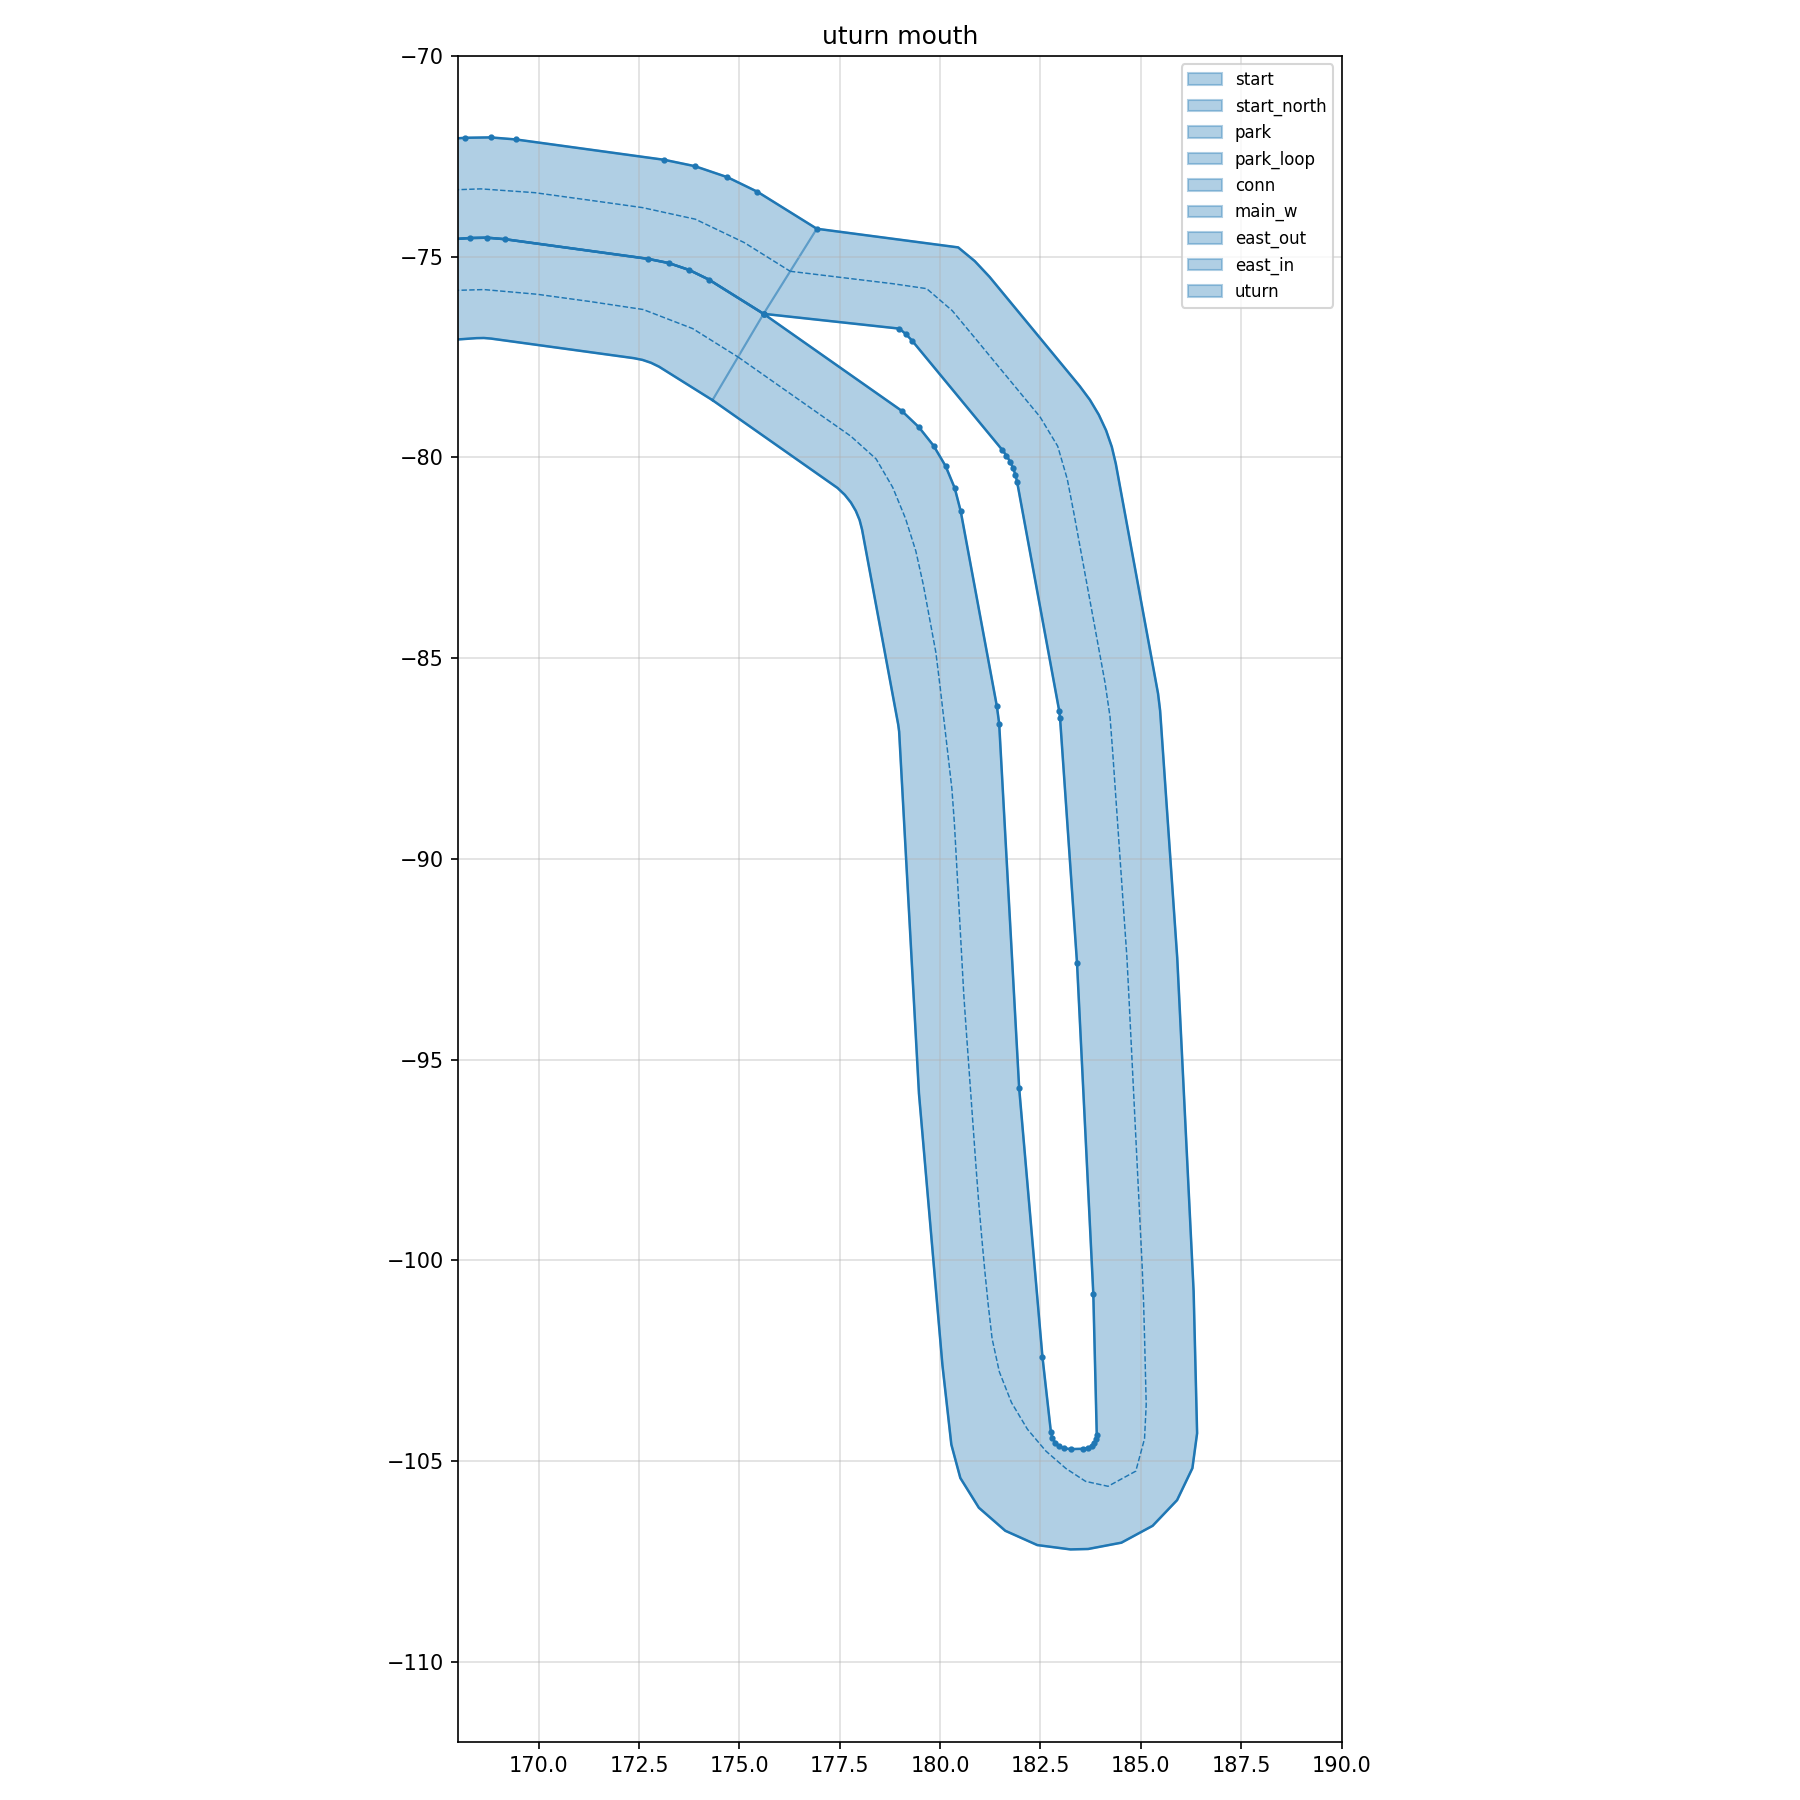 uturn mouth
−70
−75
−80
−85
−90
−95
−100
−105
−110
start
start_north
park
park_loop
conn
main_w
east_out
east_in
uturn
170.0 172.5 175.0 177.5 180.0 182.5 185.0 187.5 190.0